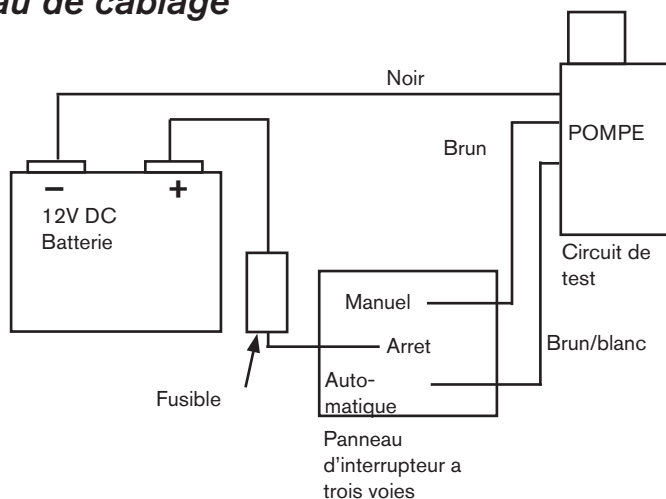 au de cablage
Noir
Brun
POMPE
− +
12V DC
Batterie
Circuit de
test
Manuel
Arret
Brun/blanc
Auto-
matique
Fusible
Panneau
d'interrupteur a
trois voies